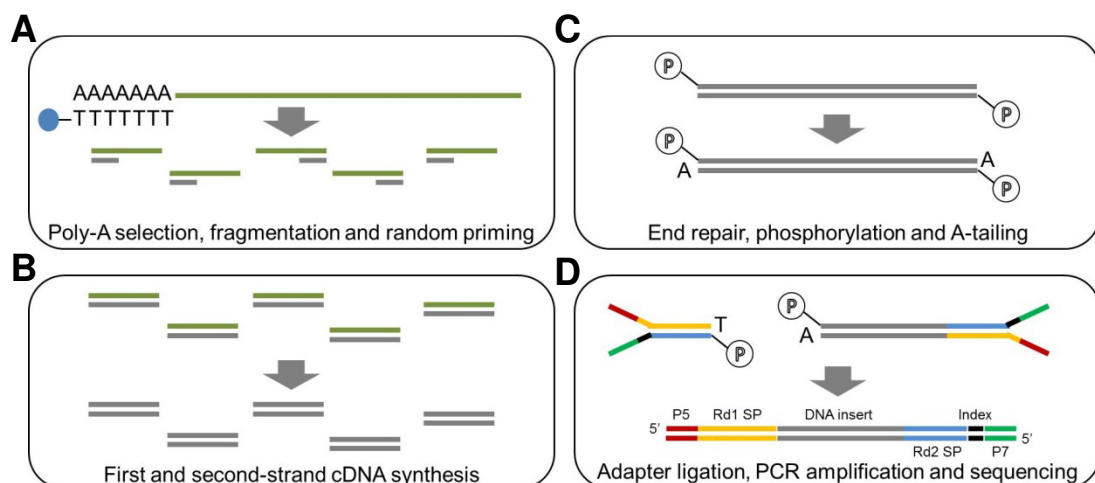 A
AAAAAAA
TTTTTTT
Poly-A selection, fragmentation and random priming
B
First and second-strand cDNA synthesis
C
P
P
P
A
A
P
End repair, phosphorylation and A-tailing
D
T
P
P
A
P5 Rd1 SP DNA insert Index
5’ 5’
Rd2 SP P7
Adapter ligation, PCR amplification and sequencing